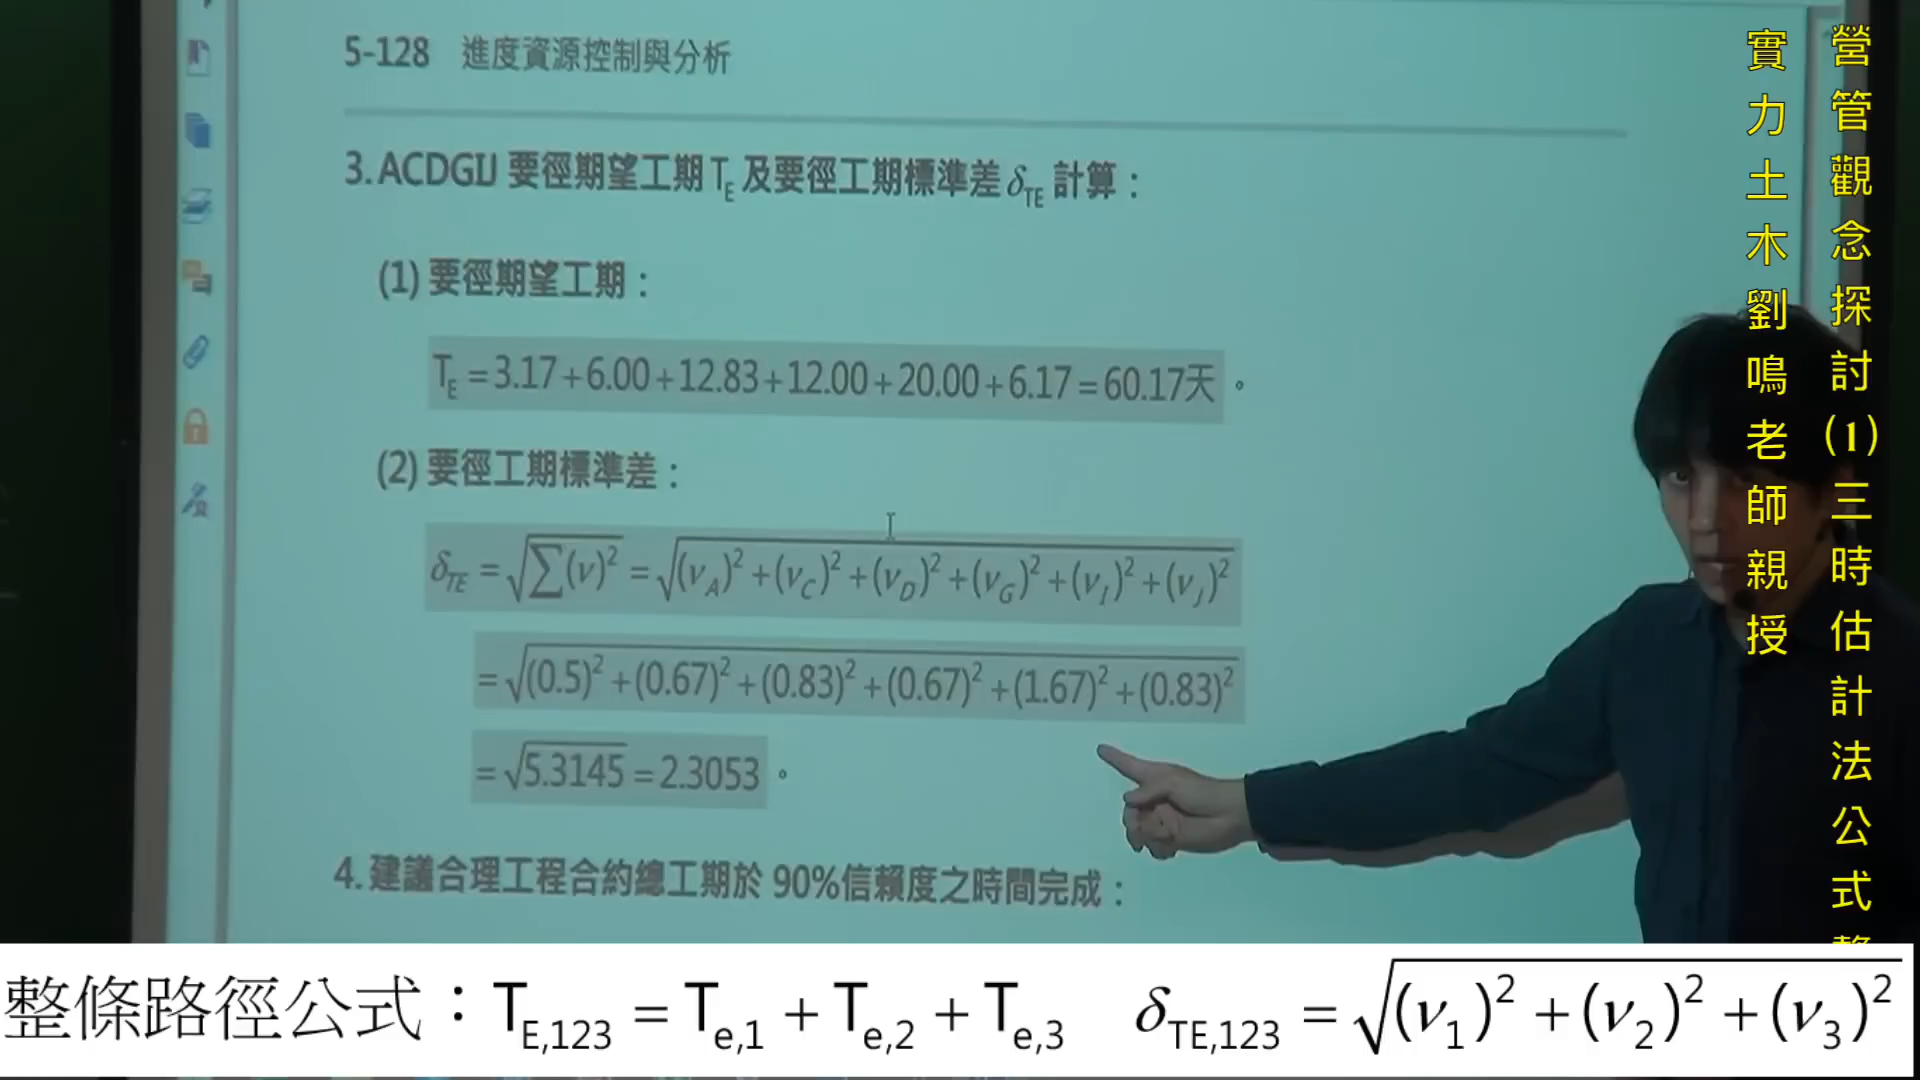 5-128 進度資源控制與分析
3. ACDGIJ 要徑期望工期 T_E 及要徑工期標準差 δ_TE 計算：
(1) 要徑期望工期：
T_E = 3.17 + 6.00 + 12.83 + 12.00 + 20.00 + 6.17 = 60.17天。
(2) 要徑工期標準差：
δ_TE = √∑(ν)² = √(ν_A)² + (ν_C)² + (ν_D)² + (ν_G)² + (ν_I)² + (ν_J)²
= √(0.5)² + (0.67)² + (0.83)² + (0.67)² + (1.67)² + (0.83)²
= √5.3145 = 2.3053。
4. 建議合理工程合約總工期於 90%信賴度之時間完成：
營管觀念探討(1)三時估計法公式
實力土木劉鳴老師親授
整條路徑公式：T_E,123 = T_e,1 + T_e,2 + T_e,3 δ_TE,123 = √(ν₁)² + (ν₂)² + (ν₃)²